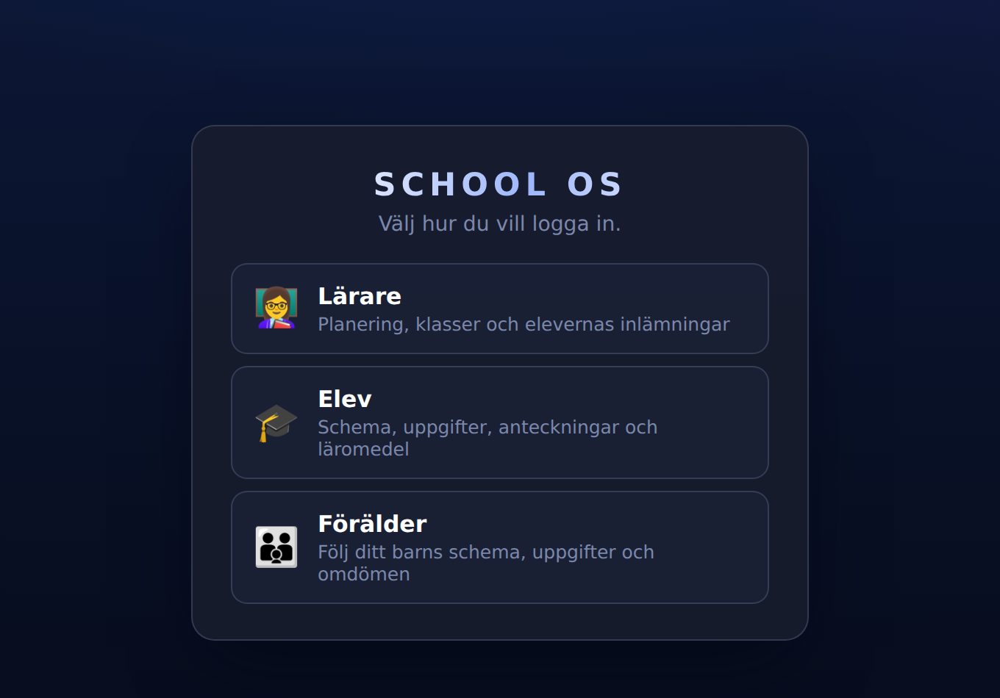 SCHOOL OS
Välj hur du vill logga in.
Lärare
Planering, klasser och elevernas inlämningar
Elev
Schema, uppgifter, anteckningar och
läromedel
Förälder
Följ ditt barns schema, uppgifter och
omdömen